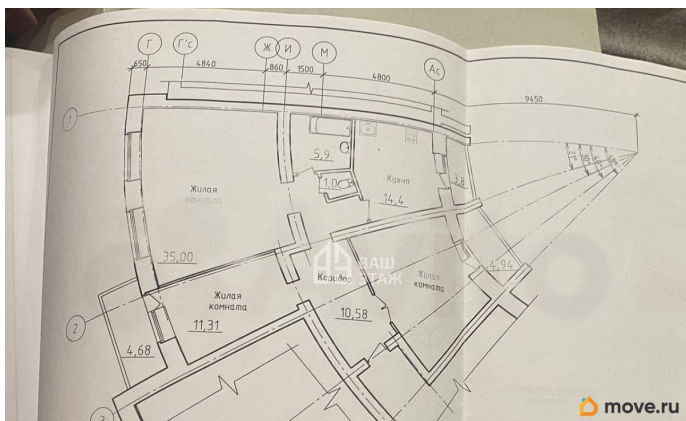 Г
Г'с
Ж
И
М
Ас
650
4840
860
1500
4800
9450
1
5,9
1,0
Кухня
14,4
3,8
Жилая
комната
35,00
4,94
ВАШ
ЭТАЖ
Коридор
Жилая
комната
Жилая
комната
11,31
10,58
2
4,68
3
move.ru